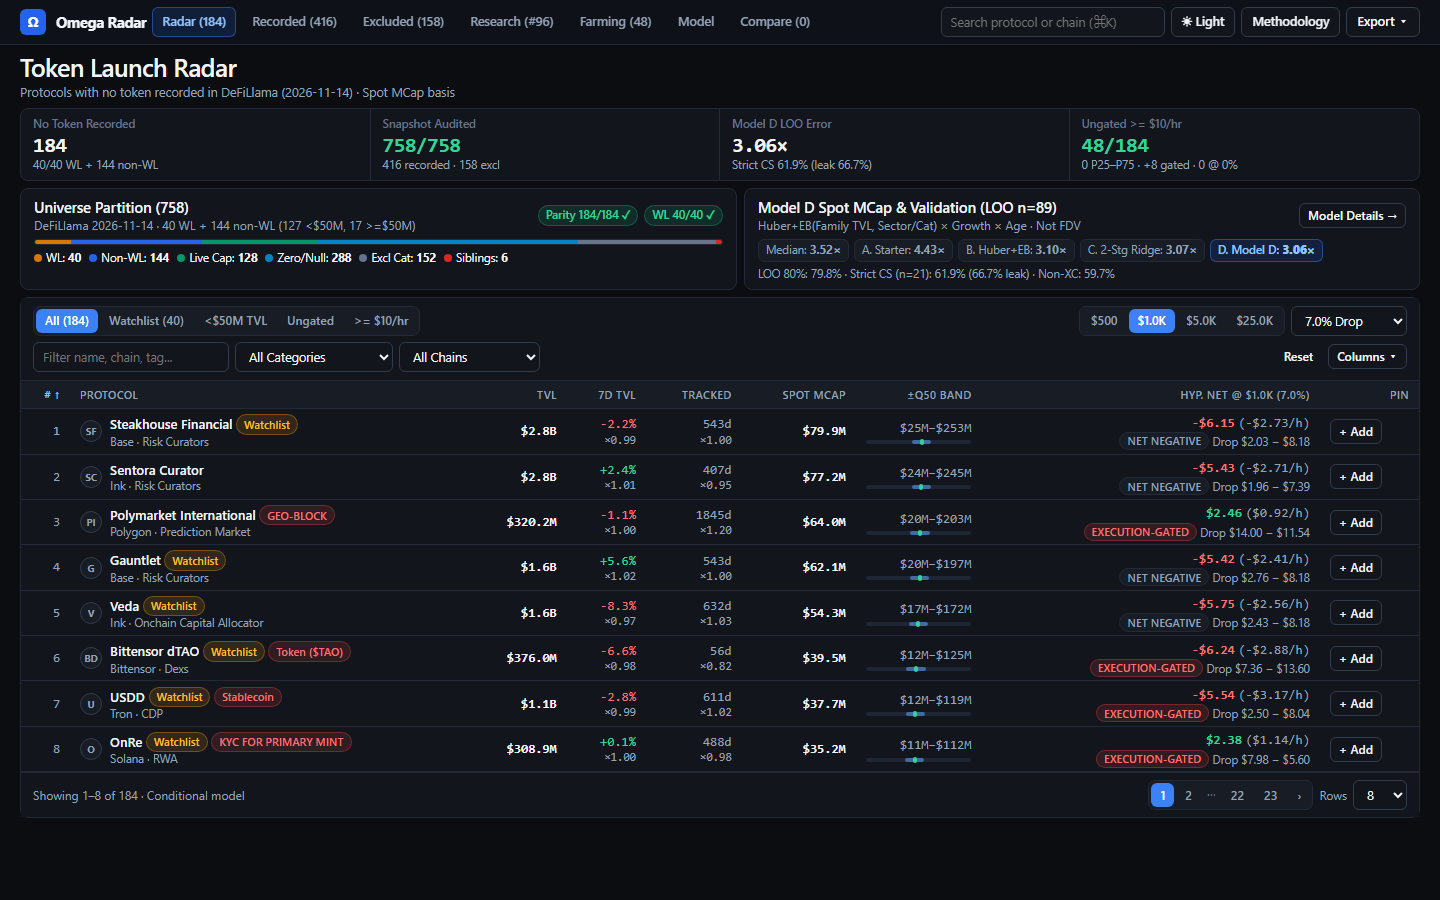 Ω Omega Radar Radar (184) Recorded (416) Excluded (158) Research (#96) Farming (48) Model Compare (0) Search protocol or chain (⌘K) ☀ Light Methodology Export ▾
Token Launch Radar
Protocols with no token recorded in DeFiLlama (2026-11-14) · Spot MCap basis
No Token Recorded Snapshot Audited Model D LOO Error Ungated >= $10/hr
184 758/758 3.06× 48/184
40/40 WL + 144 non-WL 416 recorded · 158 excl Strict CS 61.9% (leak 66.7%) 0 P25–P75 · +8 gated · 0 @ 0%
Universe Partition (758) Parity 184/184 ✓ WL 40/40 ✓
DeFiLlama 2026-11-14 · 40 WL + 144 non-WL (127 <$50M, 17 >=$50M)
WL: 40 Non-WL: 144 Live Cap: 128 Zero/Null: 288 Excl Cat: 152 Siblings: 6
Model D Spot MCap & Validation (LOO n=89) Model Details →
Huber+EB(Family TVL, Sector/Cat) × Growth × Age · Not FDV
Median: 3.52× A. Starter: 4.43× B. Huber+EB: 3.10× C. 2-Stg Ridge: 3.07× D. Model D: 3.06×
LOO 80%: 79.8% · Strict CS (n=21): 61.9% (66.7% leak) · Non-XC: 59.7%
All (184) Watchlist (40) <$50M TVL Ungated >= $10/hr $500 $1.0K $5.0K $25.0K 7.0% Drop
Filter name, chain, tag... All Categories All Chains Reset Columns ▾
# ↑ PROTOCOL TVL 7D TVL TRACKED SPOT MCAP ±Q50 BAND HYP. NET @ $1.0K (7.0%) PIN
1 SF Steakhouse Financial Watchlist $2.8B -2.2% 543d $79.9M $25M–$253M -$6.15 (-$2.73/h) + Add
Base · Risk Curators ×0.99 ×1.00 NET NEGATIVE Drop $2.03 – $8.18
2 SC Sentora Curator $2.8B +2.4% 407d $77.2M $24M–$245M -$5.43 (-$2.71/h) + Add
Ink · Risk Curators ×1.01 ×0.95 NET NEGATIVE Drop $1.96 – $7.39
3 PI Polymarket International GEO-BLOCK $320.2M -1.1% 1845d $64.0M $20M–$203M $2.46 ($0.92/h) + Add
Polygon · Prediction Market ×1.00 ×1.20 EXECUTION-GATED Drop $14.00 – $11.54
4 G Gauntlet Watchlist $1.6B +5.6% 543d $62.1M $20M–$197M -$5.42 (-$2.41/h) + Add
Base · Risk Curators ×1.02 ×1.00 NET NEGATIVE Drop $2.76 – $8.18
5 V Veda Watchlist $1.6B -8.3% 632d $54.3M $17M–$172M -$5.75 (-$2.56/h) + Add
Ink · Onchain Capital Allocator ×0.97 ×1.03 NET NEGATIVE Drop $2.43 – $8.18
6 BD Bittensor dTAO Watchlist Token ($TAO) $376.0M -6.6% 56d $39.5M $12M–$125M -$6.24 (-$2.88/h) + Add
Bittensor · Dexs ×0.98 ×0.82 EXECUTION-GATED Drop $7.36 – $13.60
7 U USDD Watchlist Stablecoin $1.1B -2.8% 611d $37.7M $12M–$119M -$5.54 (-$3.17/h) + Add
Tron · CDP ×0.99 ×1.02 EXECUTION-GATED Drop $2.50 – $8.04
8 O OnRe Watchlist KYC FOR PRIMARY MINT $308.9M +0.1% 488d $35.2M $11M–$112M $2.38 ($1.14/h) + Add
Solana · RWA ×1.00 ×0.98 EXECUTION-GATED Drop $7.98 – $5.60
Showing 1–8 of 184 · Conditional model 1 2 ··· 22 23 › Rows 8